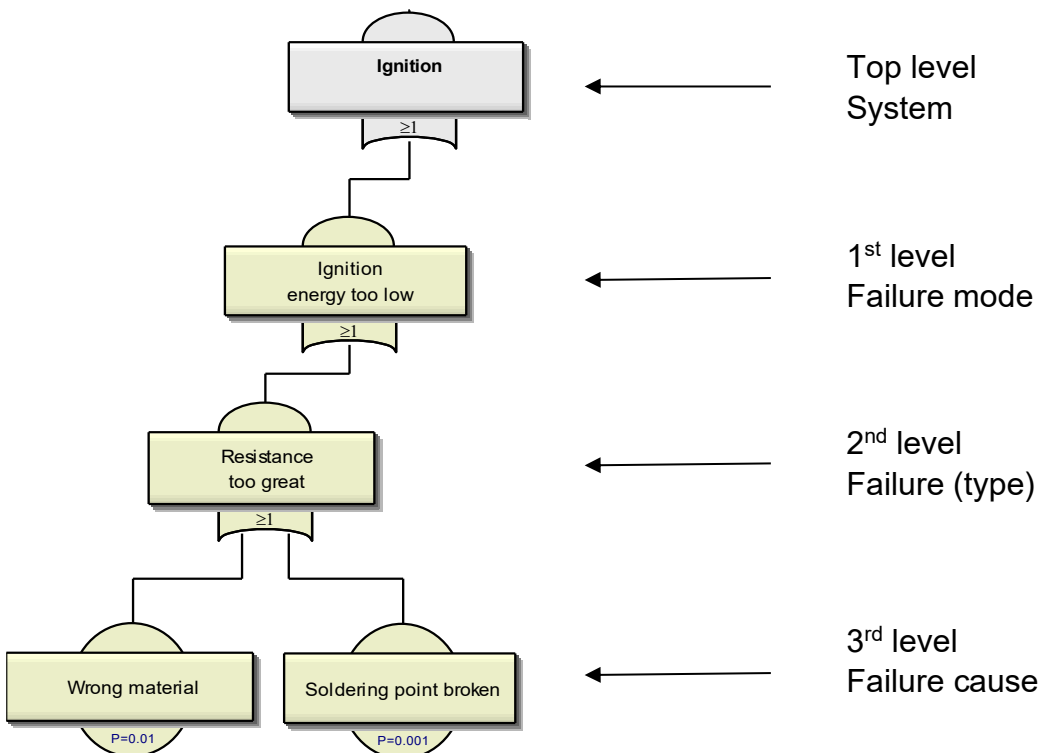 Ignition
≥1
Top level
System
Ignition
energy too low
≥1
1st level
Failure mode
Resistance
too great
≥1
2nd level
Failure (type)
Wrong material
P=0.01
Soldering point broken
P=0.001
3rd level
Failure cause